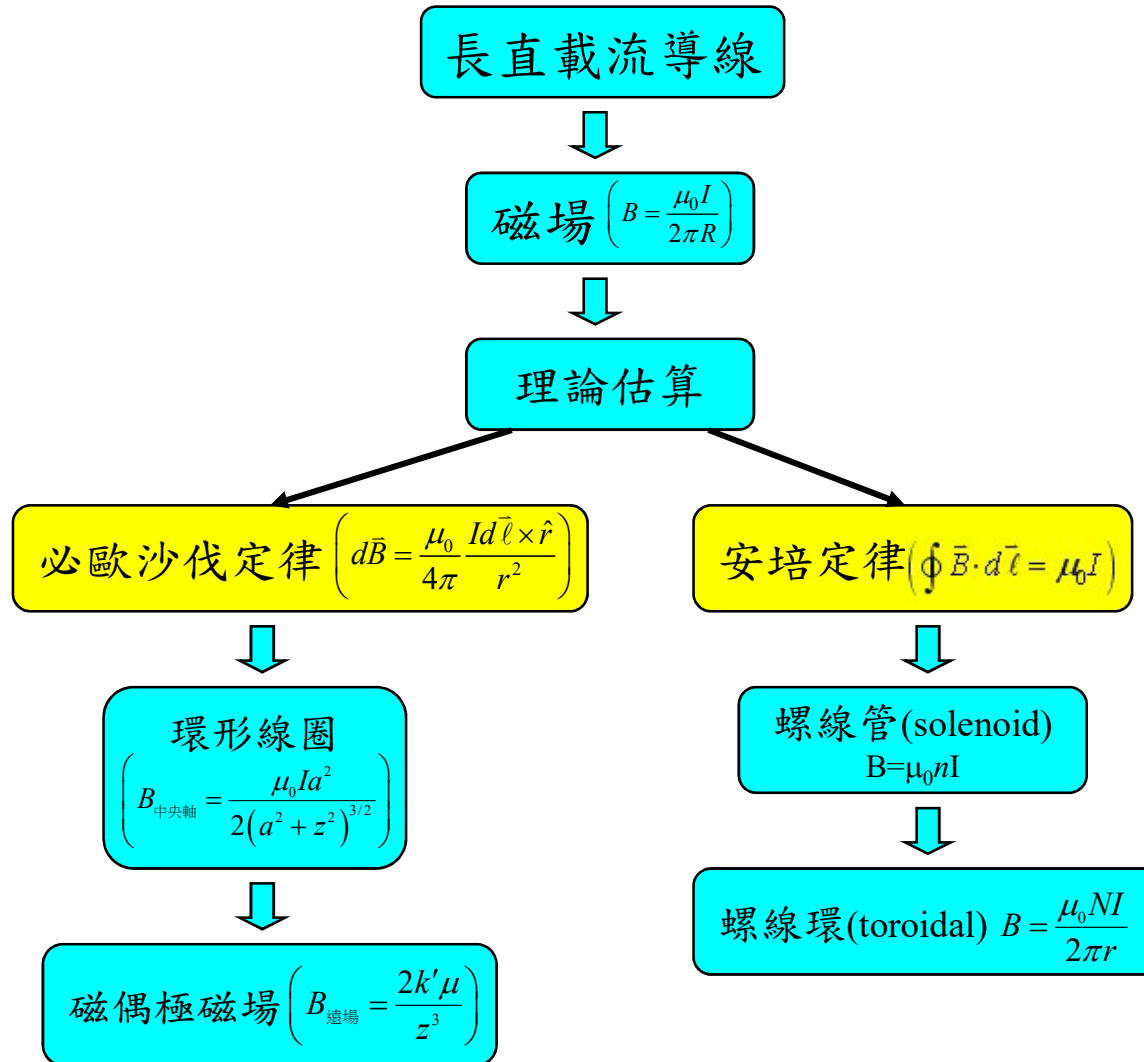 長直載流導線
磁場 (B = μ₀I / 2πR)
理論估算
必歐沙伐定律 (dB⃗ = μ₀/4π Idℓ⃗ × r̂ / r²)
安培定律(∮ B⃗·dℓ⃗ = μ₀I)
環形線圈
(B中央軸 = μ₀Ia² / 2(a² + z²)^3/2)
螺線管(solenoid)
B=μ₀nI
磁偶極磁場 (B遠場 = 2k′μ / z³)
螺線環(toroidal) B = μ₀NI / 2πr